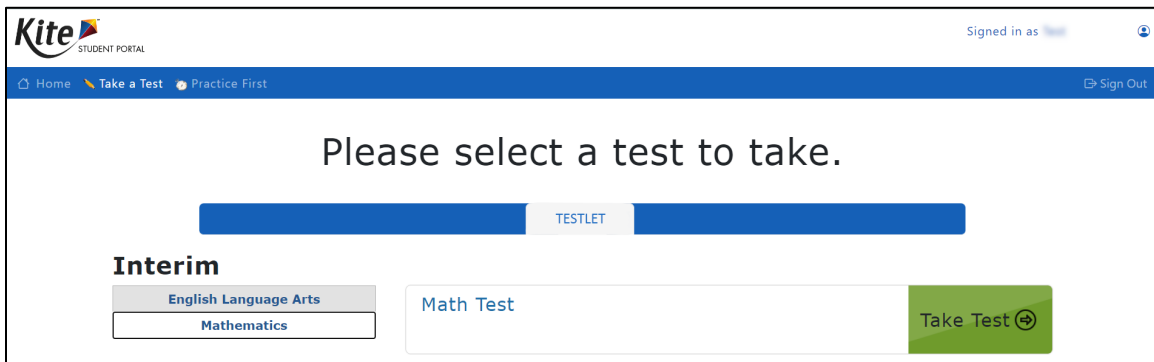 Kite
STUDENT PORTAL
Signed in as
Home Take a Test Practice First Sign Out
Please select a test to take.
TESTLET
Interim
English Language Arts
Mathematics
Math Test
Take Test